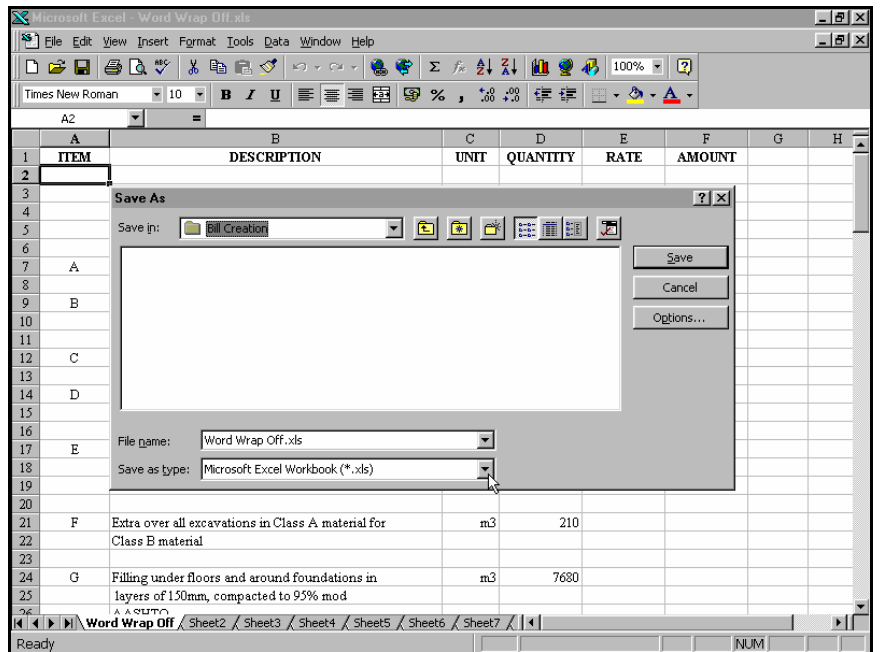 Microsoft Excel - Word Wrap Off.xls
File Edit View Insert Format Tools Data Window Help
100%
Times New Roman 10 B I U % ,
A2 =
A B C D E F G H
1 ITEM DESCRIPTION UNIT QUANTITY RATE AMOUNT
2
3
Save As
4
5
Save in: Bill Creation
6
7 A
Save
8
Cancel
9 B
10
Options...
11
12 C
13
14 D
15
16
File name: Word Wrap Off.xls
17 E
18
Save as type: Microsoft Excel Workbook (*.xls)
19
20
21 F Extra over all excavations in Class A material for m3 210
22 Class B material
23
24 G Filling under floors and around foundations in m3 7680
25 layers of 150mm, compacted to 95% mod
26 AASHTO
Word Wrap Off Sheet2 Sheet3 Sheet4 Sheet5 Sheet6 Sheet7
Ready NUM